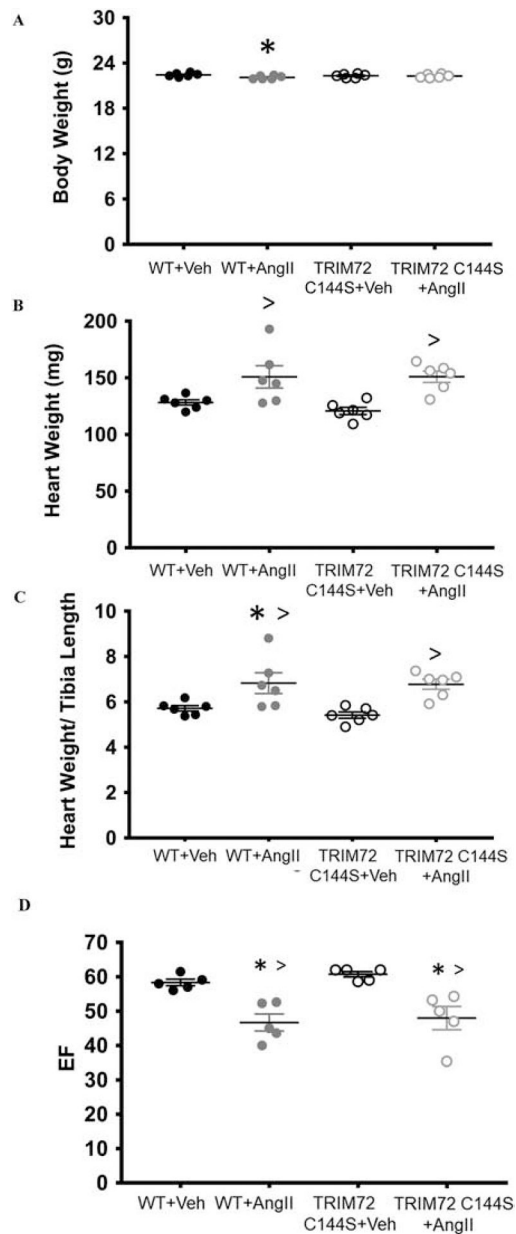 A
Body Weight (g)
30
24
18
12
6
0
*
WT+Veh
WT+AngII
TRIM72
C144S+Veh
TRIM72 C144S
+AngII
B
Heart Weight (mg)
200
150
100
50
0
>
>
WT+Veh
WT+AngII
TRIM72
C144S+Veh
TRIM72 C144S
+AngII
C
Heart Weight/ Tibia Length
10
8
6
4
2
0
* >
>
WT+Veh
WT+AngII
TRIM72
C144S+Veh
TRIM72 C144S
+AngII
D
EF
70
60
50
40
30
20
10
0
* >
* >
WT+Veh
WT+AngII
TRIM72
C144S+Veh
TRIM72 C144S
+AngII